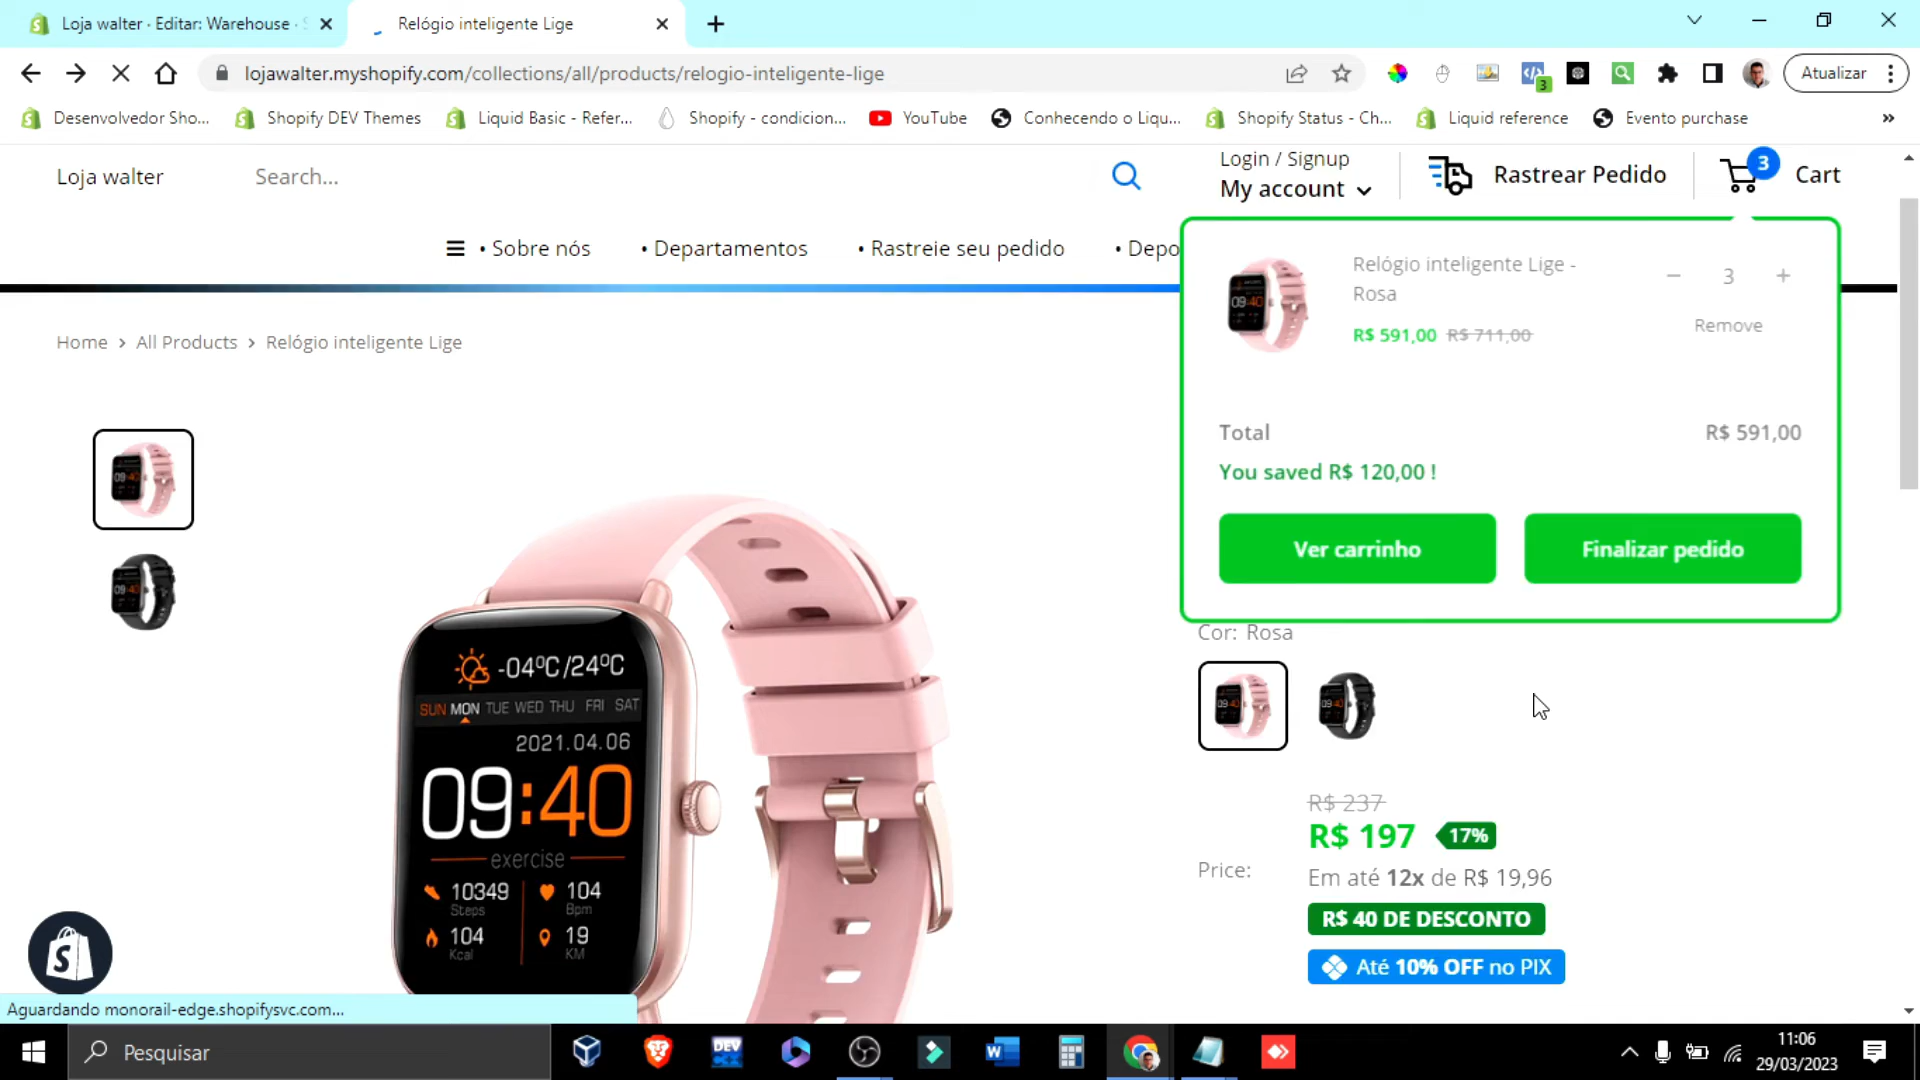 Loja walter · Editar: Warehouse ·
Relógio inteligente Lige
lojawalter.myshopify.com/collections/all/products/relogio-inteligente-lige
3
Atualizar
Desenvolvedor Sho...
Shopify DEV Themes
Liquid Basic - Refer...
Shopify - condicion...
YouTube
Conhecendo o Liqu...
Shopify Status - Ch...
Liquid reference
Evento purchase
»
Loja walter
Search...
Login / Signup
My account
Rastrear Pedido
3
Cart
• Sobre nós
• Departamentos
• Rastreie seu pedido
• Depo
Home > All Products > Relógio inteligente Lige
Relógio inteligente Lige -
Rosa
R$ 591,00 R$ 711,00
− 3 +
Remove
Total R$ 591,00
You saved R$ 120,00 !
Ver carrinho
Finalizar pedido
Cor: Rosa
-04ºC/24ºC
SUN MON TUE WED THU FRI SAT
2021.04.06
09:40
exercise
10349
Steps
104
Bpm
104
Kcal
19
KM
R$ 237
R$ 197 17%
Price:
Em até 12x de R$ 19,96
R$ 40 DE DESCONTO
Até 10% OFF no PIX
Aguardando monorail-edge.shopifysvc.com...
Pesquisar
DEV
11:06
29/03/2023